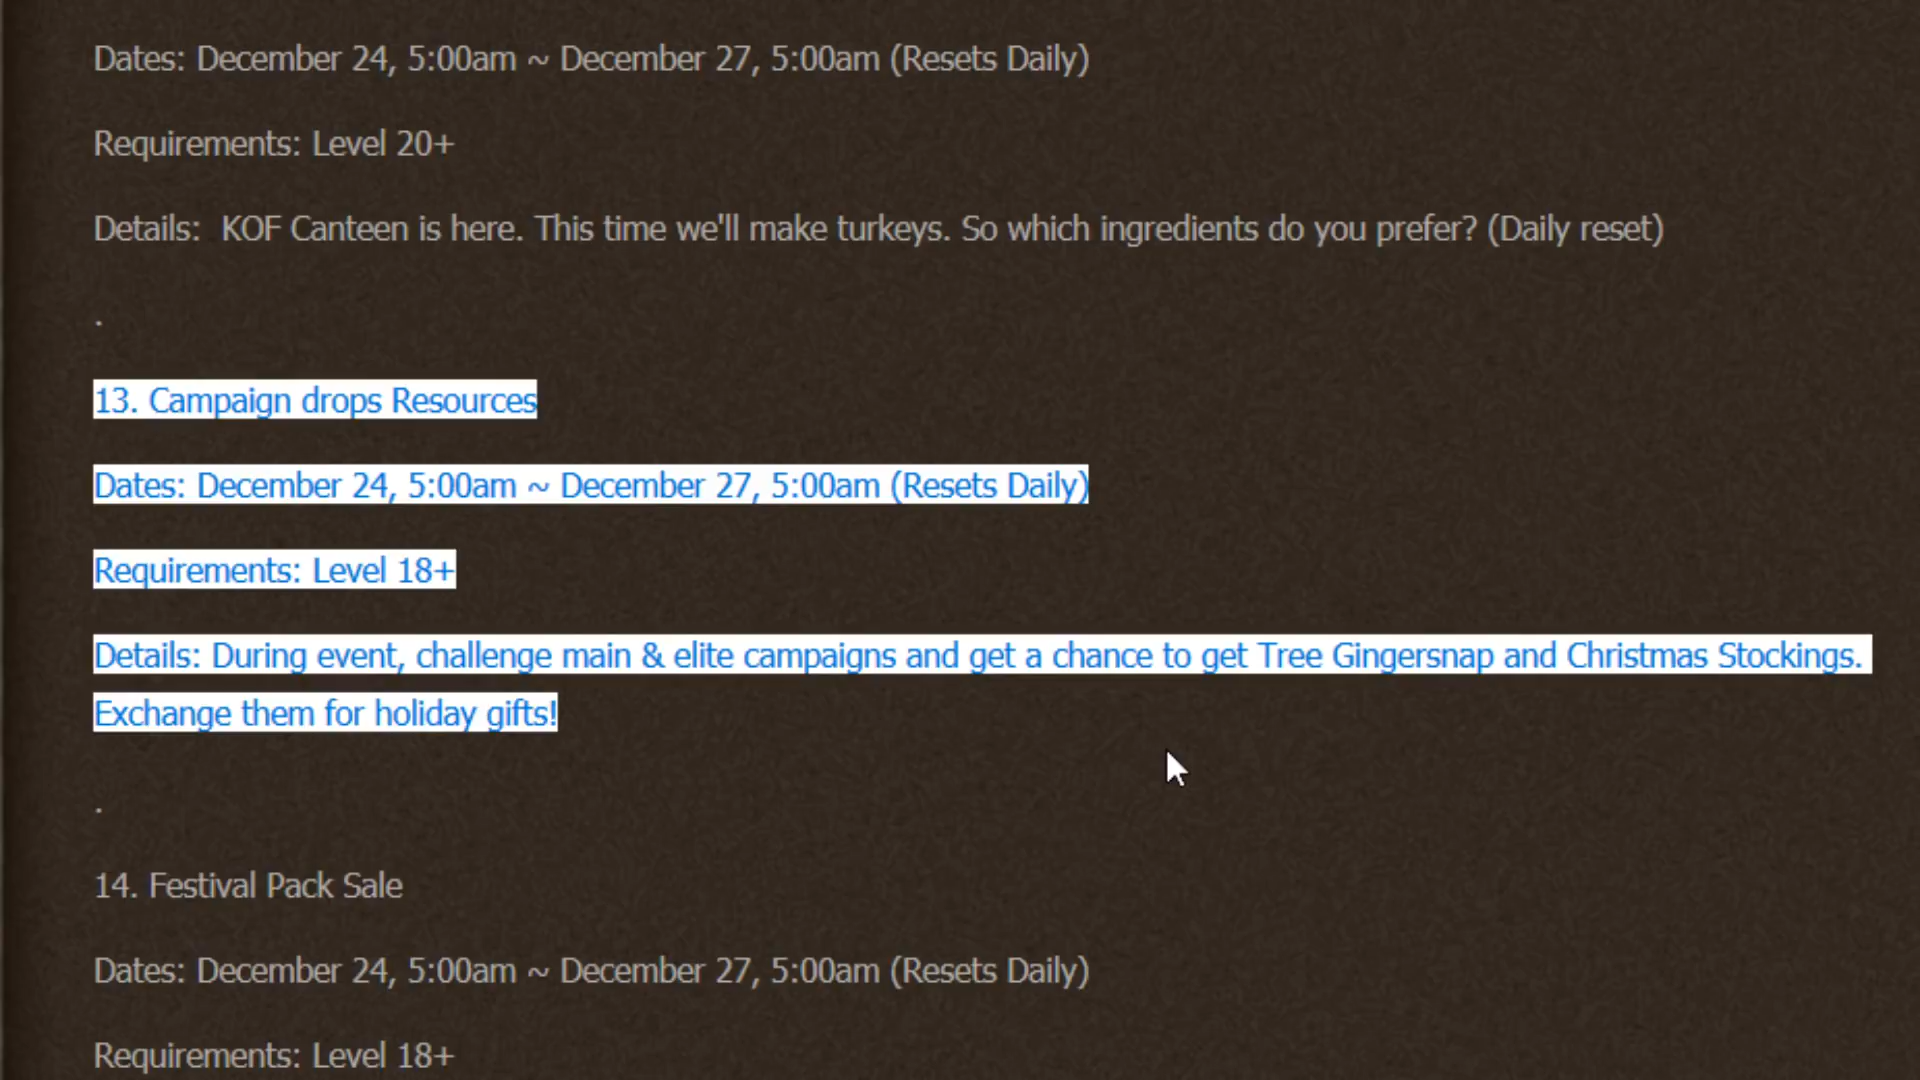 Dates: December 24, 5:00am ~ December 27, 5:00am (Resets Daily)
Requirements: Level 20+
Details:  KOF Canteen is here. This time we'll make turkeys. So which ingredients do you prefer? (Daily reset)
.
13. Campaign drops Resources
Dates: December 24, 5:00am ~ December 27, 5:00am (Resets Daily)
Requirements: Level 18+
Details: During event, challenge main & elite campaigns and get a chance to get Tree Gingersnap and Christmas Stockings.
Exchange them for holiday gifts!
.
14. Festival Pack Sale
Dates: December 24, 5:00am ~ December 27, 5:00am (Resets Daily)
Requirements: Level 18+